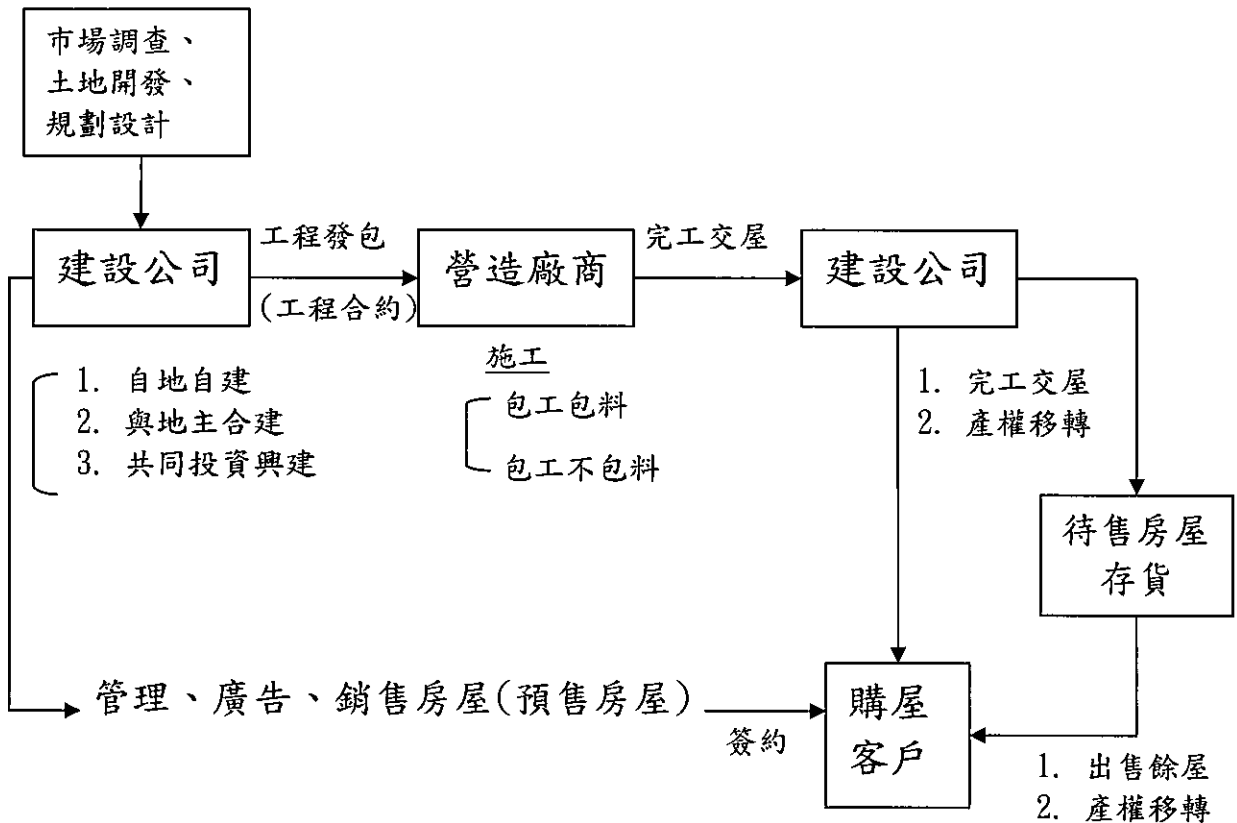 市場調查、
土地開發、
規劃設計
建設公司
工程發包
(工程合約)
營造廠商
完工交屋
建設公司
1. 自地自建
2. 與地主合建
3. 共同投資興建
施工
包工包料
包工不包料
1. 完工交屋
2. 產權移轉
待售房屋
存貨
管理、廣告、銷售房屋(預售房屋)
簽約
購屋
客戶
1. 出售餘屋
2. 產權移轉